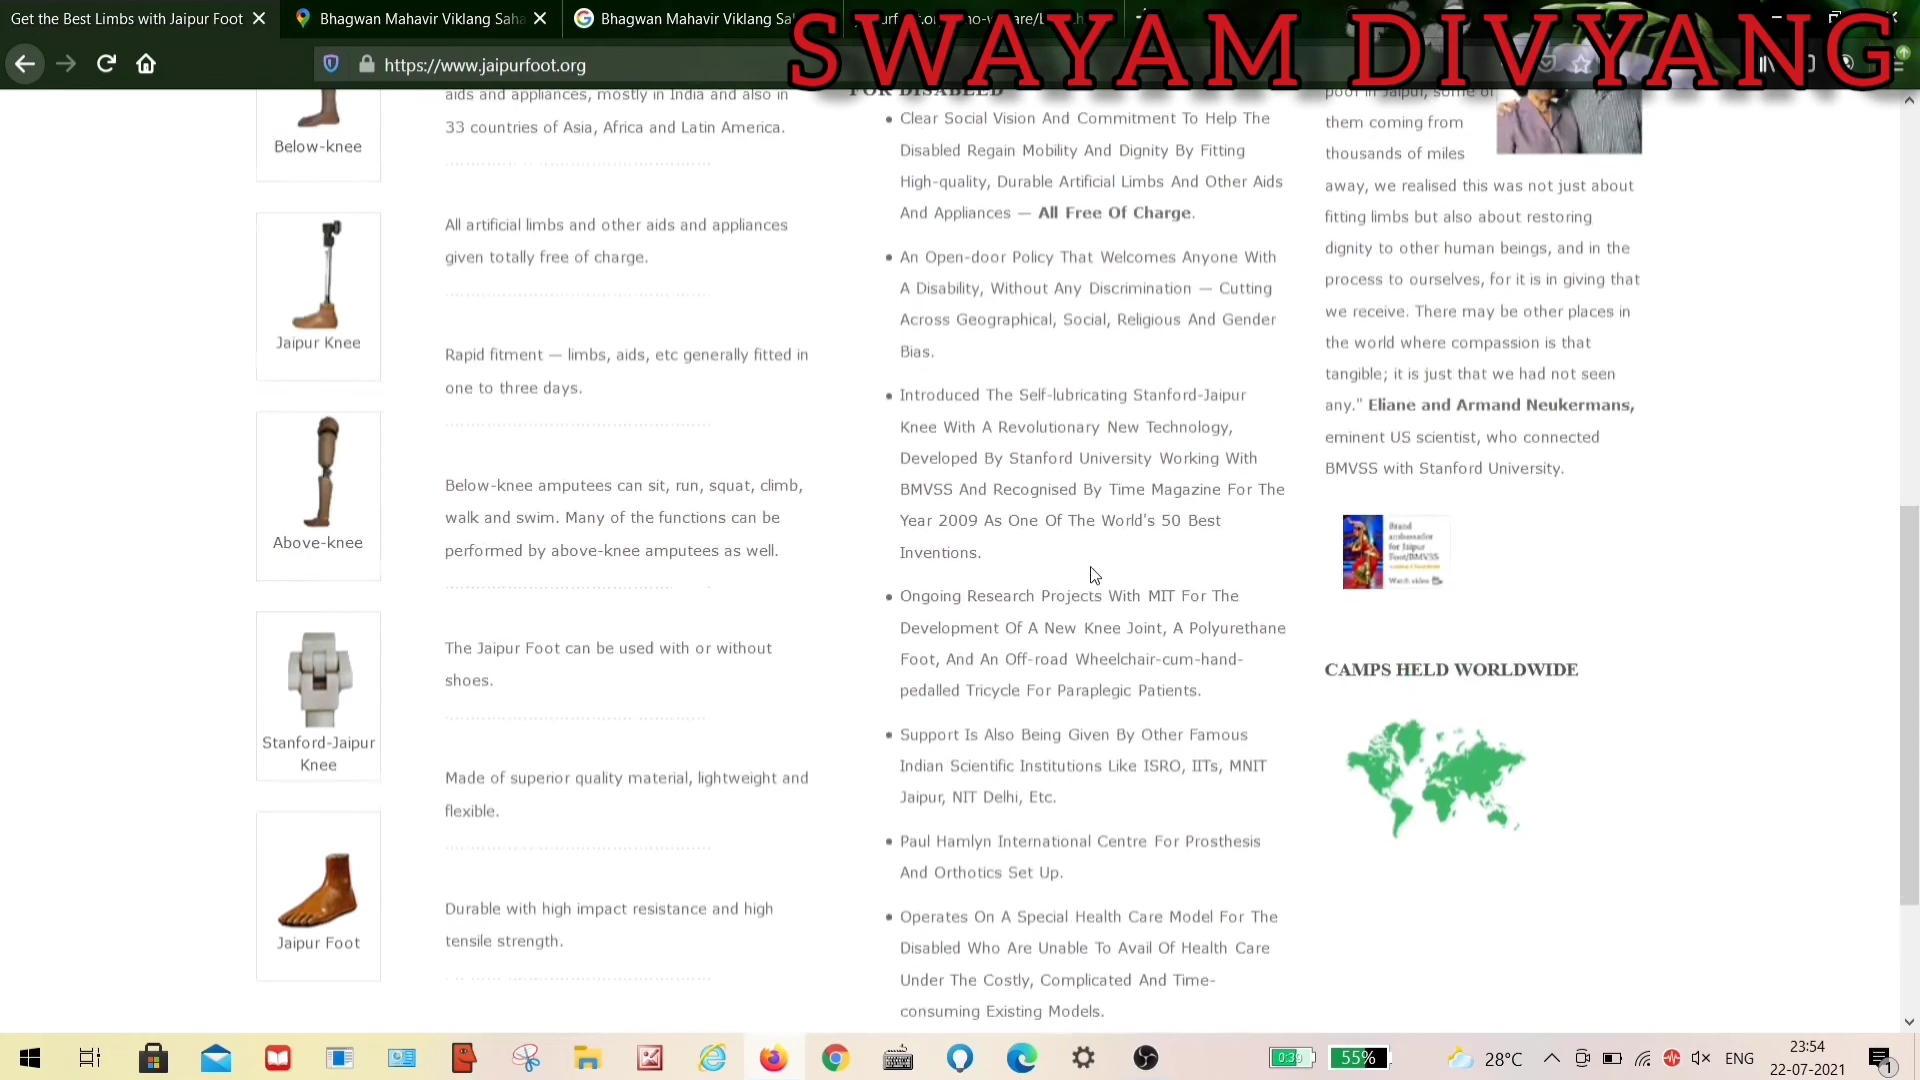 Get the Best Limbs with Jaipur Foot
Bhagwan Mahavir Viklang Saha
Bhagwan Mahavir Viklang Sa
SWAYAM DIVYANG
https://www.jaipurfoot.org
Below-knee
Jaipur Knee
Above-knee
Stanford-Jaipur
Knee
Jaipur Foot
aids and appliances, mostly in India and also in
33 countries of Asia, Africa and Latin America.
All artificial limbs and other aids and appliances
given totally free of charge.
Rapid fitment — limbs, aids, etc generally fitted in
one to three days.
Below-knee amputees can sit, run, squat, climb,
walk and swim. Many of the functions can be
performed by above-knee amputees as well.
The Jaipur Foot can be used with or without
shoes.
Made of superior quality material, lightweight and
flexible.
Durable with high impact resistance and high
tensile strength.
FOR DISABLED
• Clear Social Vision And Commitment To Help The
Disabled Regain Mobility And Dignity By Fitting
High-quality, Durable Artificial Limbs And Other Aids
And Appliances — All Free Of Charge.
• An Open-door Policy That Welcomes Anyone With
A Disability, Without Any Discrimination — Cutting
Across Geographical, Social, Religious And Gender
Bias.
• Introduced The Self-lubricating Stanford-Jaipur
Knee With A Revolutionary New Technology,
Developed By Stanford University Working With
BMVSS And Recognised By Time Magazine For The
Year 2009 As One Of The World's 50 Best
Inventions.
• Ongoing Research Projects With MIT For The
Development Of A New Knee Joint, A Polyurethane
Foot, And An Off-road Wheelchair-cum-hand-
pedalled Tricycle For Paraplegic Patients.
• Support Is Also Being Given By Other Famous
Indian Scientific Institutions Like ISRO, IITs, MNIT
Jaipur, NIT Delhi, Etc.
• Paul Hamlyn International Centre For Prosthesis
And Orthotics Set Up.
• Operates On A Special Health Care Model For The
Disabled Who Are Unable To Avail Of Health Care
Under The Costly, Complicated And Time-
consuming Existing Models.
poor in Jaipur, some of
them coming from
thousands of miles
away, we realised this was not just about
fitting limbs but also about restoring
dignity to other human beings, and in the
process to ourselves, for it is in giving that
we receive. There may be other places in
the world where compassion is that
tangible; it is just that we had not seen
any." Eliane and Armand Neukermans,
eminent US scientist, who connected
BMVSS with Stanford University.
Brand
ambassador
for Jaipur
Foot/BMVSS
Watch video
CAMPS HELD WORLDWIDE
0:39
55%
28°C
ENG
23:54
22-07-2021
1